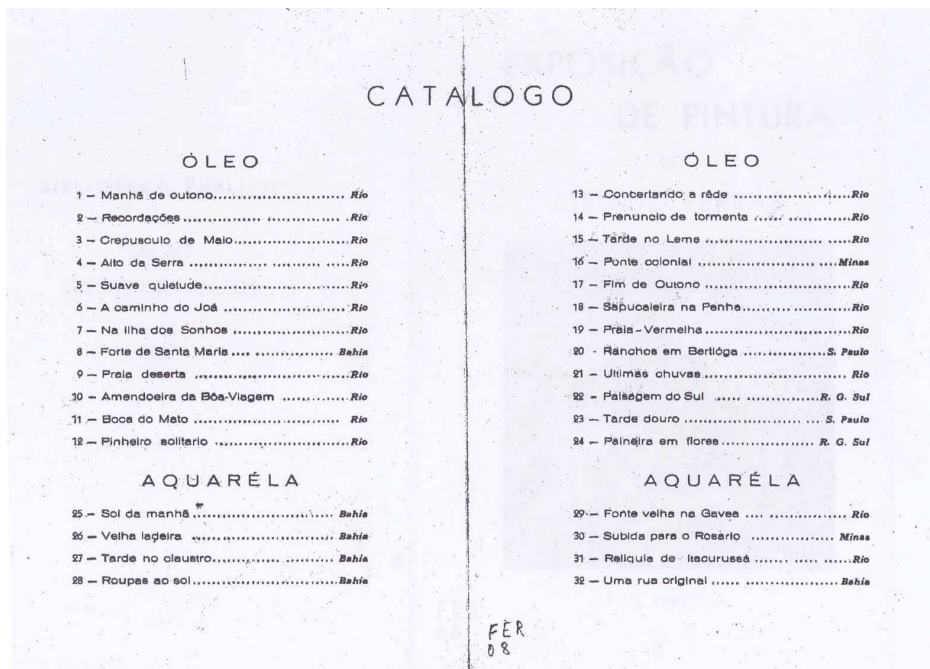 EXPOSIÇÃO
DE PINTURA
BIBLIOTECA PÚBLICA
CATALOGO
ÓLEO
1 — Manhã de outono Rio
2 — Recordações Rio
3 — Crepusculo de Maio Rio
4 — Alto da Serra Rio
5 — Suave quietude Rio
6 — A caminho do Joá Rio
7 — Na Ilha dos Sonhos Rio
8 — Forte de Santa Maria Bahia
9 — Praia deserta Rio
10 — Amendoeira da Bôa-Viagem Rio
11 — Boca do Mato Rio
12 — Pinheiro solitario Rio
AQUARÉLA
25 — Sol da manhã Bahia
26 — Velha ladeira Bahia
27 — Tarde no claustro Bahia
28 — Roupas ao sol Bahia
ÓLEO
13 — Concertando a rêde Rio
14 — Prenuncio de tormenta Rio
15 — Tarde no Leme Rio
16 — Ponte colonial Minas
17 — Fim de Outono Rio
18 — Sapucaieira na Penha Rio
19 — Praia - Vermelha Rio
20 - Ranchos em Bertióga S. Paulo
21 — Ultimas chuvas Rio
22 — Paisagem do Sul R. G. Sul
23 — Tarde douro S. Paulo
24 — Paineira em flores R. G. Sul
AQUARÉLA
29 — Fonte velha na Gavea Rio
30 — Subida para o Rosário Minas
31 — Reliquia de Itacurussá Rio
32 — Uma rua original Bahia
FER
08